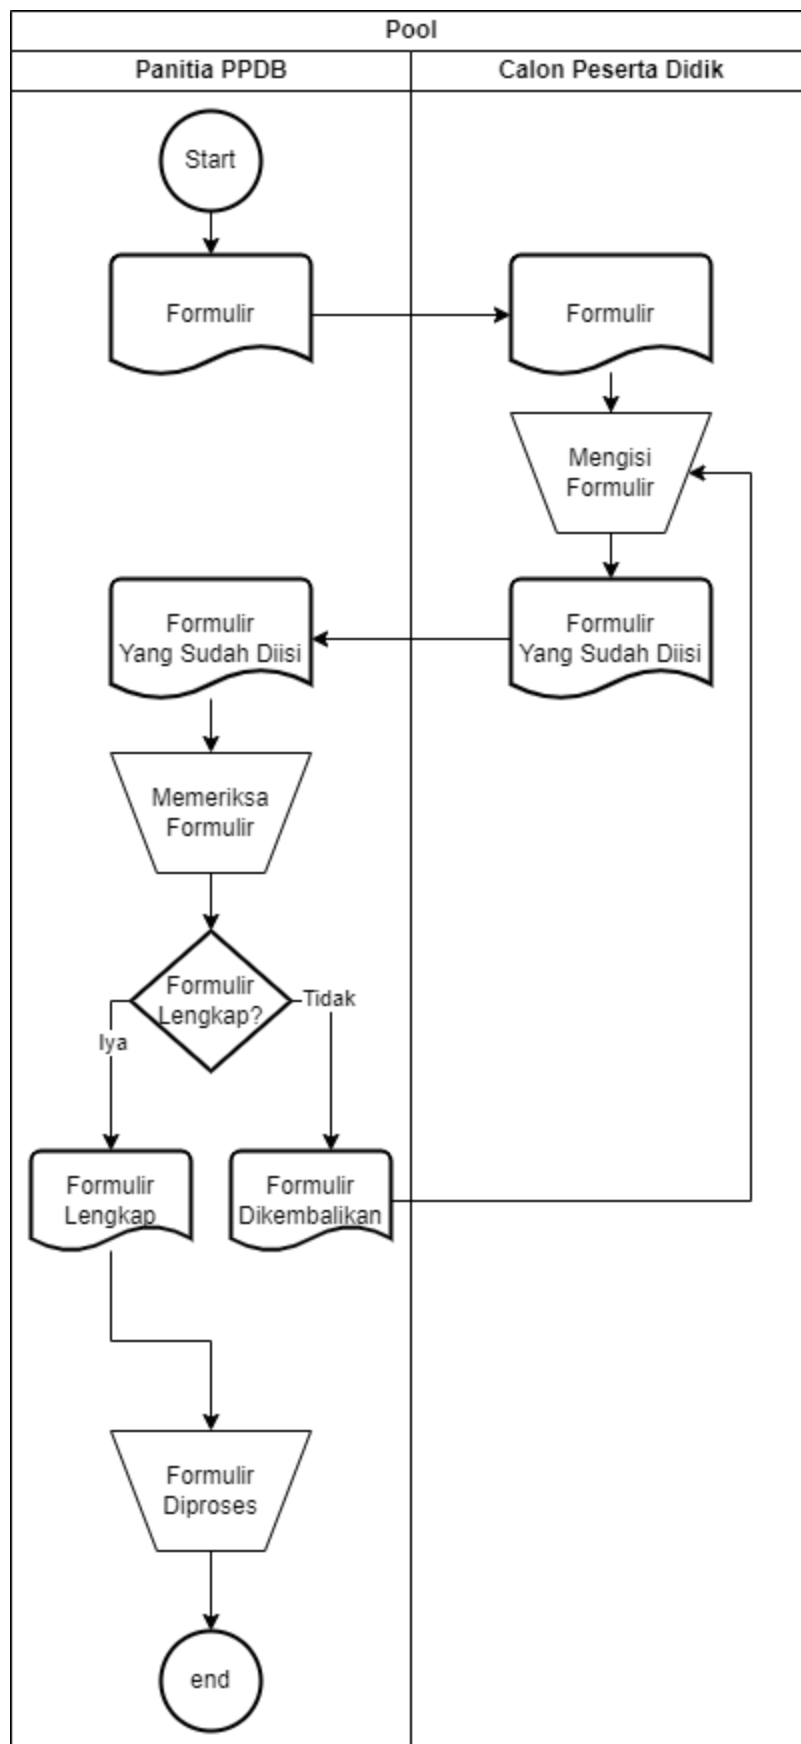 Pool
Panitia PPDB
Calon Peserta Didik
Start
Formulir
Formulir
Mengisi
Formulir
Formulir
Yang Sudah Diisi
Formulir
Yang Sudah Diisi
Memeriksa
Formulir
Formulir
Lengkap?
Tidak
Iya
Formulir
Lengkap
Formulir
Dikembalikan
Formulir
Diproses
end